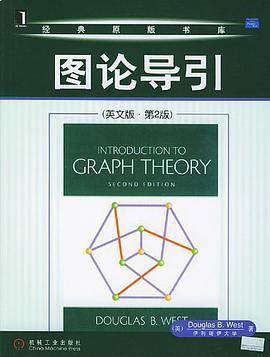 经典原版书库
图论导引
(英文版·第2版)
INTRODUCTION TO
GRAPH THEORY
SECOND EDITION
DOUGLAS B. WEST
(美) Douglas B. West 著
伊利诺伊大学
机械工业出版社
China Machine Press